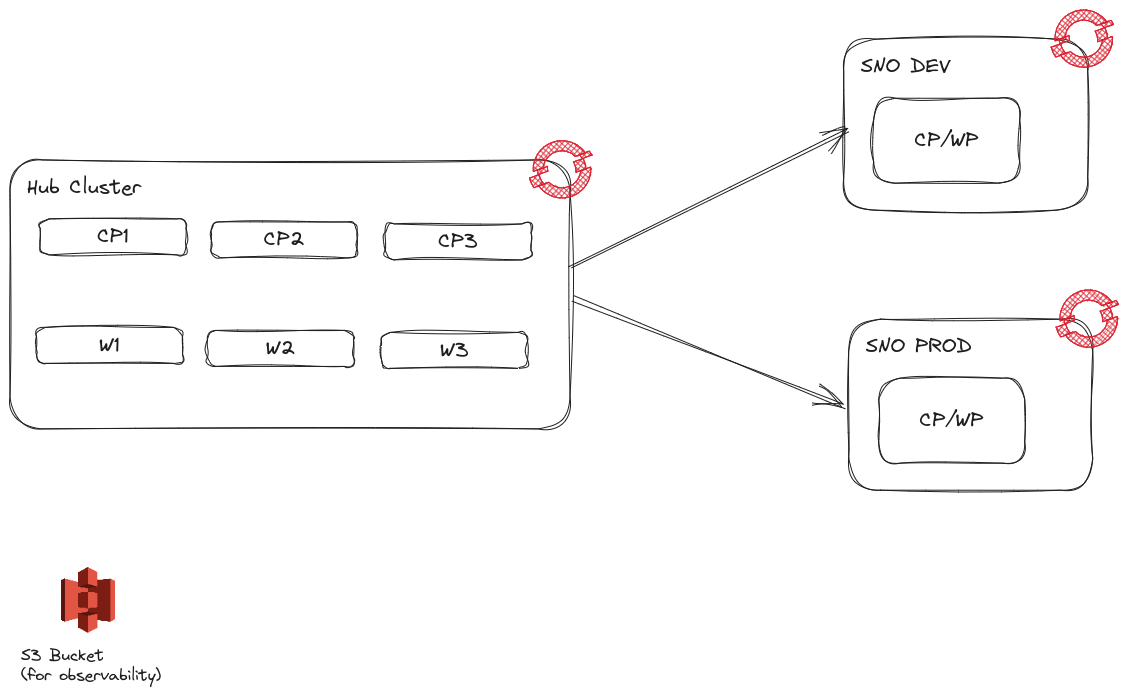 Hub Cluster
CP1
CP2
CP3
W1
W2
W3
SNO DEV
CP/WP
SNO PROD
CP/WP
S3 Bucket
(for observability)